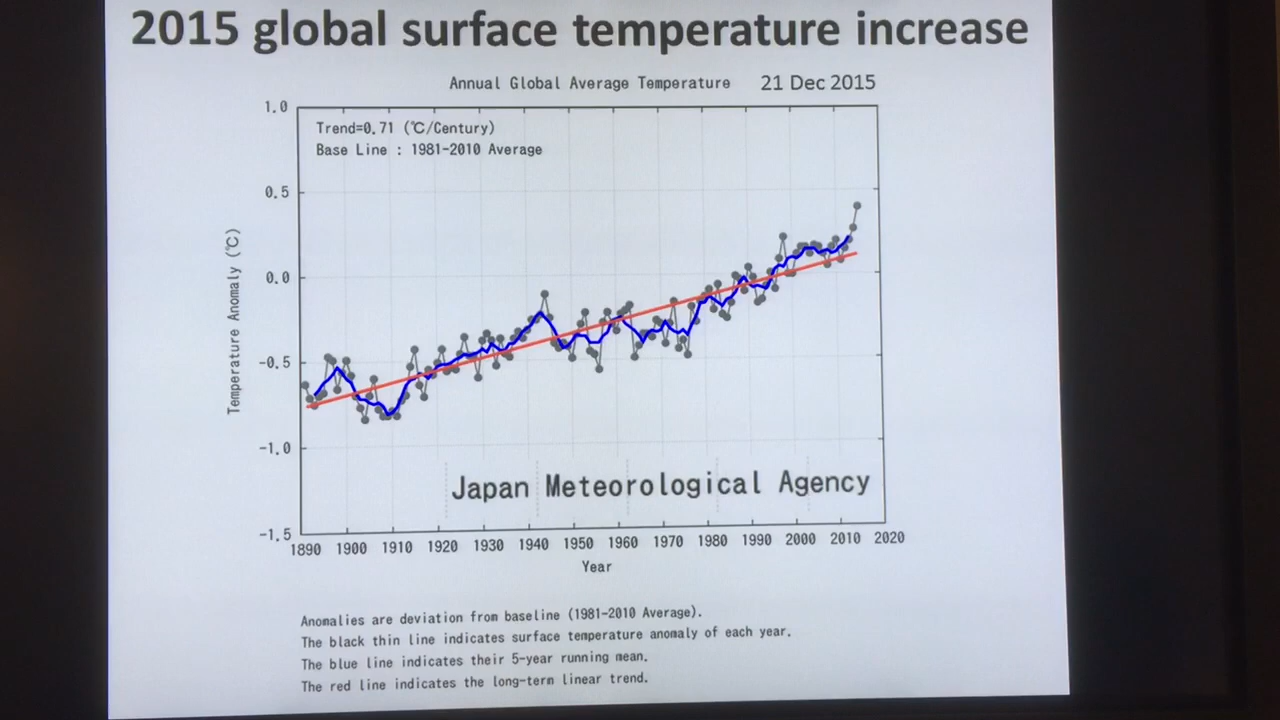 2015 global surface temperature increase
Annual Global Average Temperature 21 Dec 2015
Trend=0.71 (℃/Century)
Base Line : 1981-2010 Average
1.0
0.5
0.0
-0.5
-1.0
-1.5
Temperature Anomaly (℃)
Japan Meteorological Agency
1890 1900 1910 1920 1930 1940 1950 1960 1970 1980 1990 2000 2010 2020
Year
Anomalies are deviation from baseline (1981-2010 Average).
The black thin line indicates surface temperature anomaly of each year.
The blue line indicates their 5-year running mean.
The red line indicates the long-term linear trend.